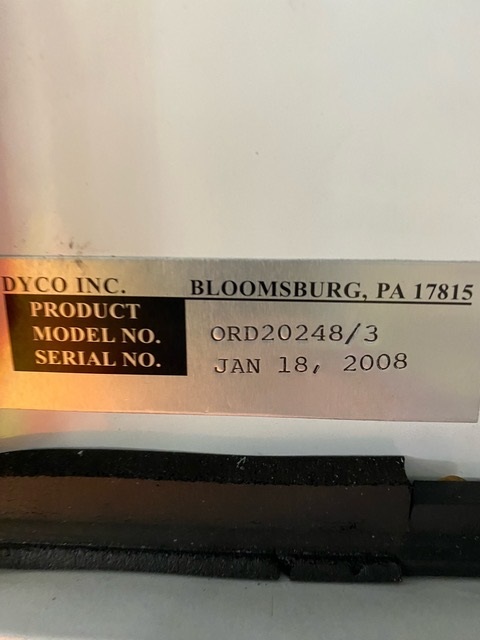 DYCO INC. BLOOMSBURG, PA 17815
PRODUCT
MODEL NO. ORD20248/3
SERIAL NO. JAN 18, 2008